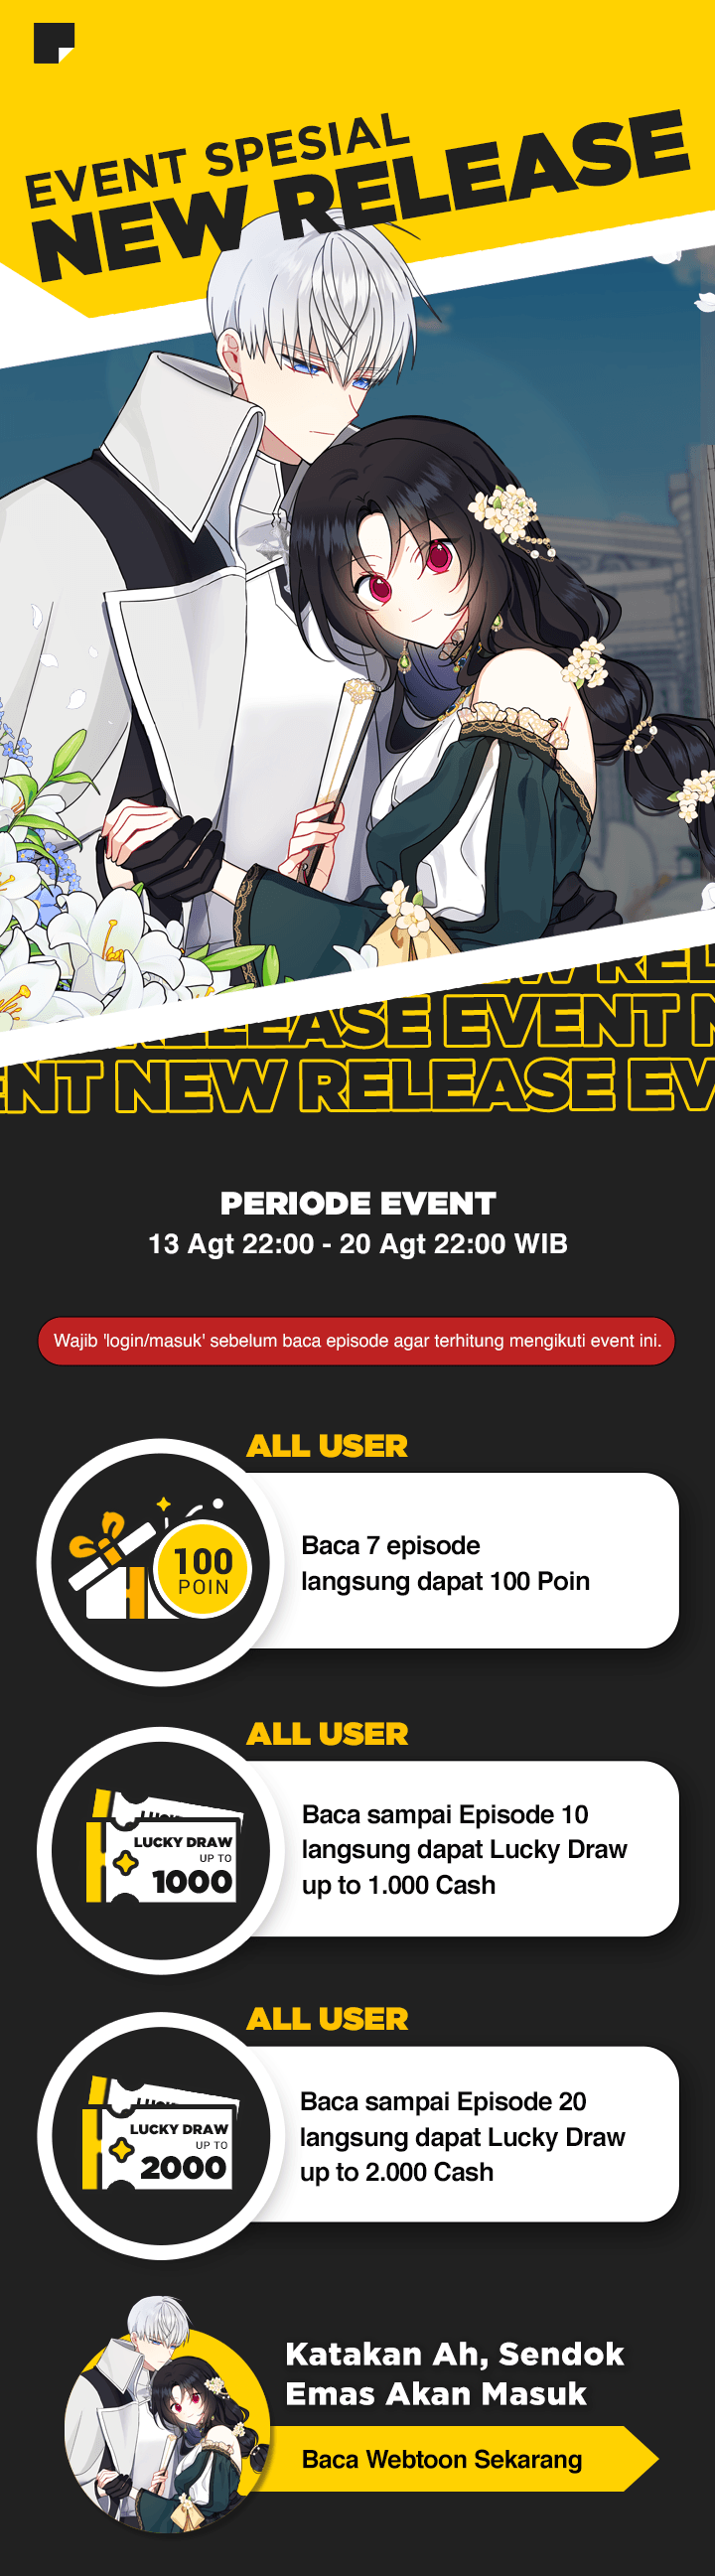 EVENT SPESIAL
NEW RELEASE
NEW REL
RELEASE EVENT N
ENT NEW RELEASE EV
PERIODE EVENT
13 Agt 22:00 - 20 Agt 22:00 WIB
Wajib 'login/masuk' sebelum baca episode agar terhitung mengikuti event ini.
ALL USER
100
POIN
Baca 7 episode
langsung dapat 100 Poin
ALL USER
LUCKY DRAW
UP TO
1000
Baca sampai Episode 10
langsung dapat Lucky Draw
up to 1.000 Cash
ALL USER
LUCKY DRAW
UP TO
2000
Baca sampai Episode 20
langsung dapat Lucky Draw
up to 2.000 Cash
Katakan Ah, Sendok
Emas Akan Masuk
Baca Webtoon Sekarang